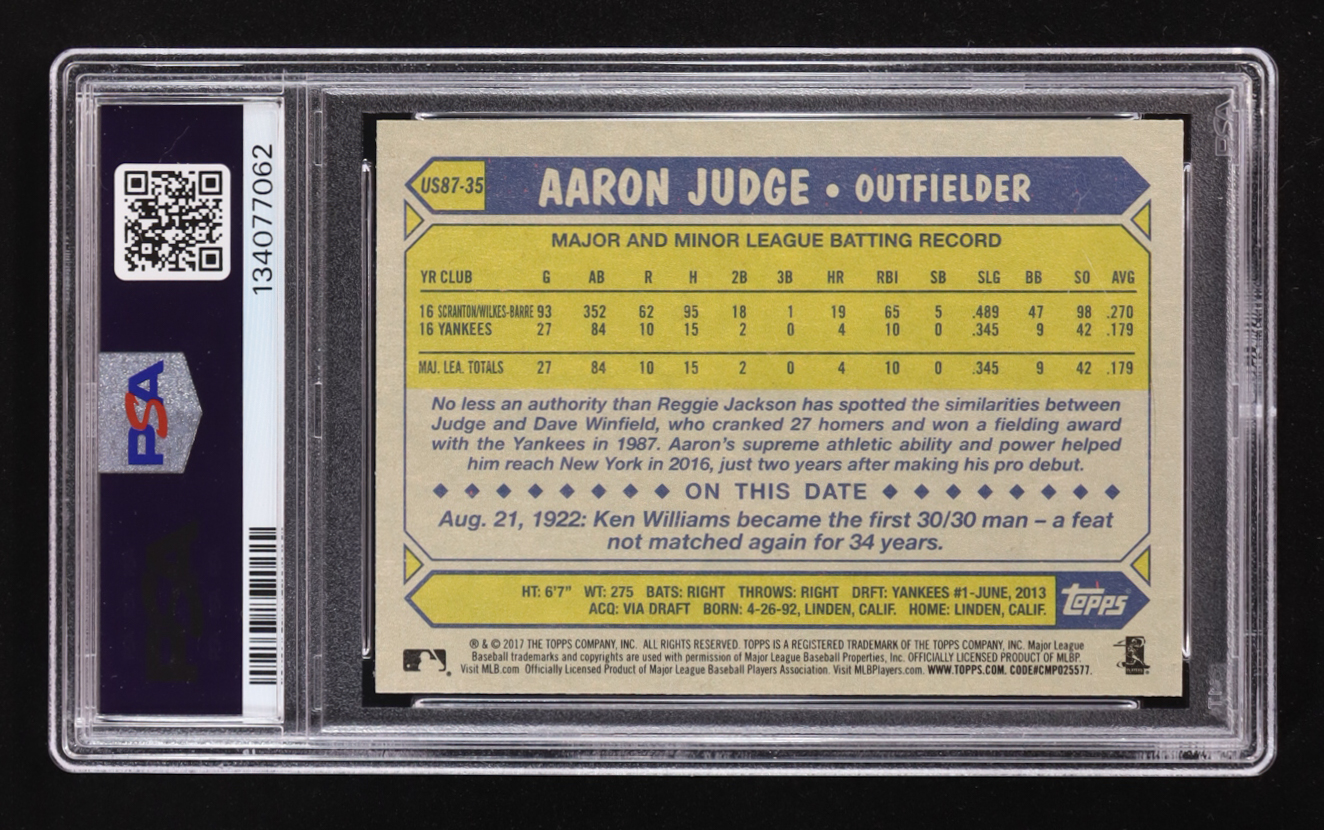 134077062
PSA
US87-35
AARON JUDGE • OUTFIELDER
MAJOR AND MINOR LEAGUE BATTING RECORD
YR CLUB G AB R H 2B 3B HR RBI SB SLG BB SO AVG
16 SCRANTON/WILKES-BARRE 93 352 62 95 18 1 19 65 5 .489 47 98 .270
16 YANKEES 27 84 10 15 2 0 4 10 0 .345 9 42 .179
MAJ. LEA. TOTALS 27 84 10 15 2 0 4 10 0 .345 9 42 .179
No less an authority than Reggie Jackson has spotted the similarities between
Judge and Dave Winfield, who cranked 27 homers and won a fielding award
with the Yankees in 1987. Aaron's supreme athletic ability and power helped
him reach New York in 2016, just two years after making his pro debut.
◆ ◆ ◆ ◆ ◆ ◆ ◆ ◆ ON THIS DATE ◆ ◆ ◆ ◆ ◆ ◆ ◆ ◆
Aug. 21, 1922: Ken Williams became the first 30/30 man – a feat
not matched again for 34 years.
HT: 6'7" WT: 275 BATS: RIGHT THROWS: RIGHT DRFT: YANKEES #1-JUNE, 2013
ACQ: VIA DRAFT BORN: 4-26-92, LINDEN, CALIF. HOME: LINDEN, CALIF.
Topps
® & © 2017 THE TOPPS COMPANY, INC. ALL RIGHTS RESERVED. TOPPS IS A REGISTERED TRADEMARK OF THE TOPPS COMPANY, INC. Major League
Baseball trademarks and copyrights are used with permission of Major League Baseball Properties, Inc. OFFICIALLY LICENSED PRODUCT OF MLBP.
Visit MLB.com Officially Licensed Product of Major League Baseball Players Association. Visit MLBPlayers.com. WWW.TOPPS.COM. CODE#CMP025577.
PSA
PSA